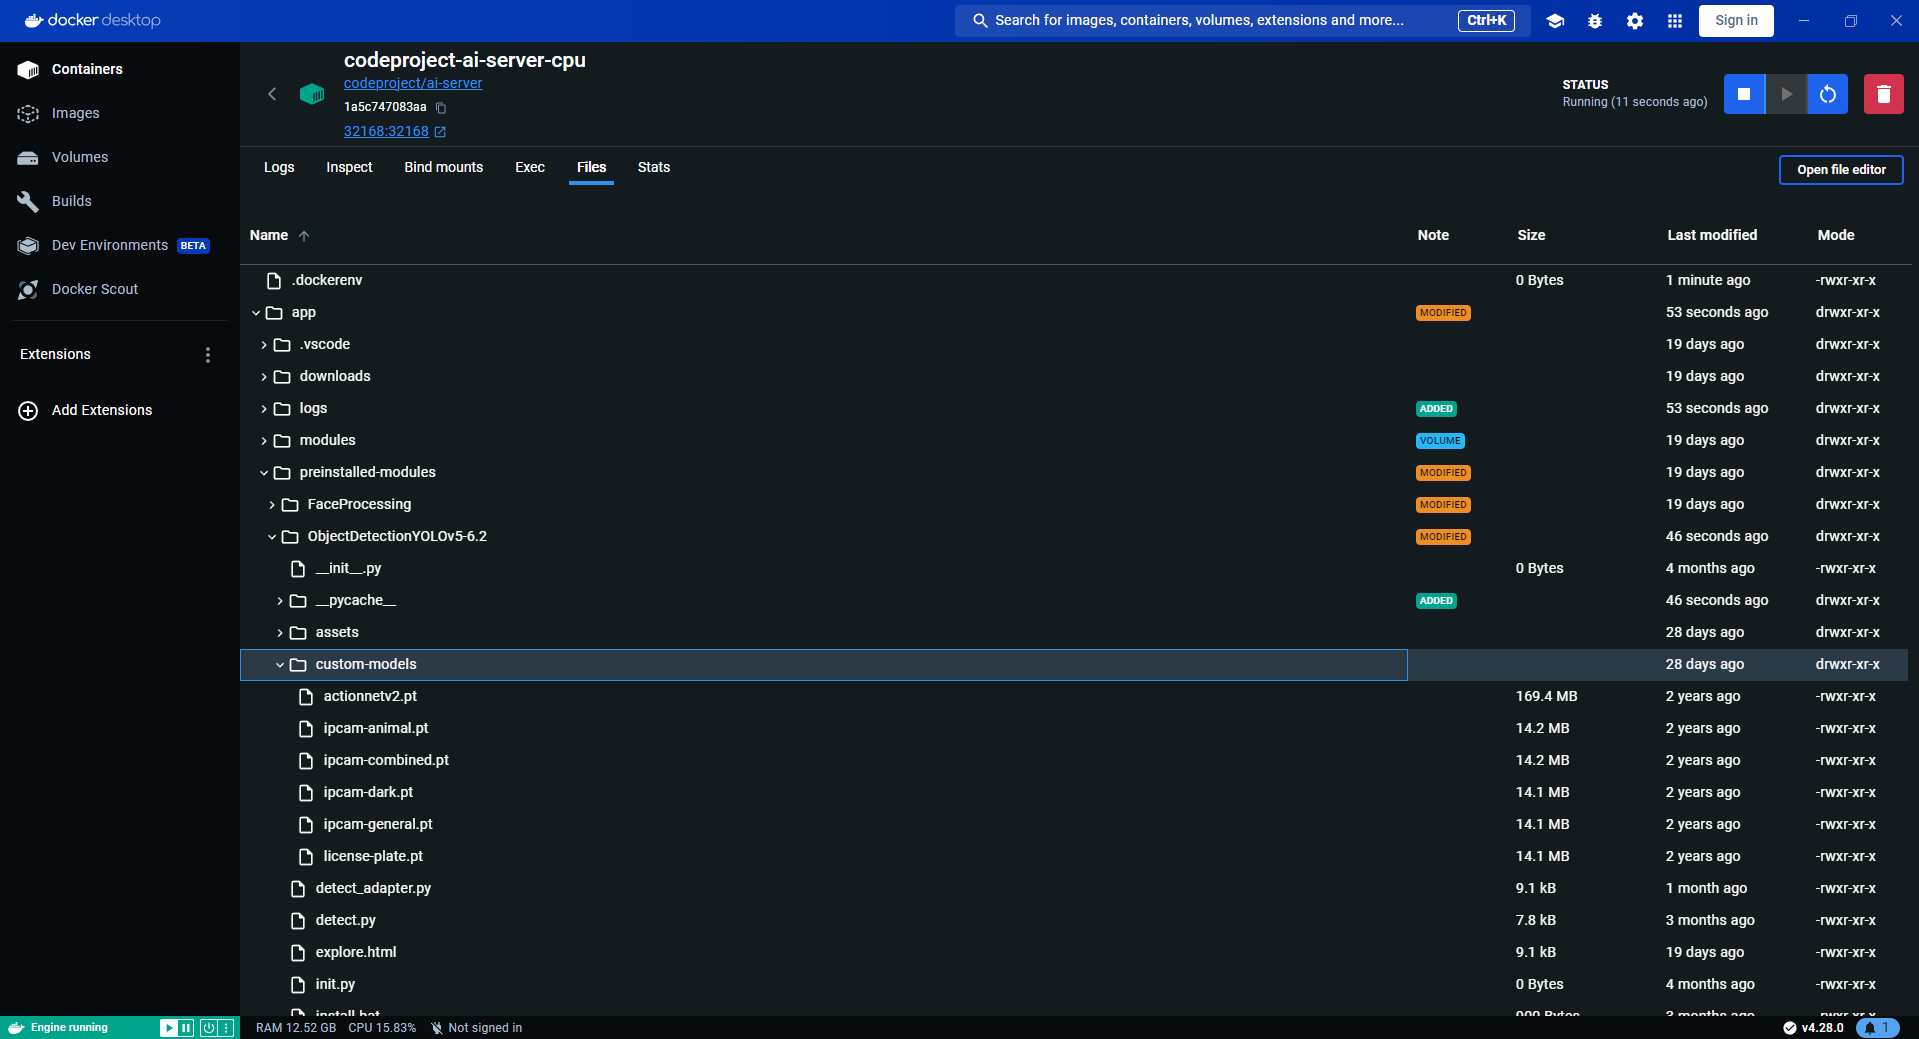 docker desktop
Search for images, containers, volumes, extensions and more...
Ctrl+K
Sign in
Containers
Images
Volumes
Builds
Dev Environments BETA
Docker Scout
Extensions
Add Extensions
codeproject-ai-server-cpu
codeproject/ai-server
1a5c747083aa
32168:32168
STATUS
Running (11 seconds ago)
Logs Inspect Bind mounts Exec Files Stats
Open file editor
Name Note Size Last modified Mode
.dockerenv 0 Bytes 1 minute ago -rwxr-xr-x
app MODIFIED 53 seconds ago drwxr-xr-x
.vscode 19 days ago drwxr-xr-x
downloads 19 days ago drwxr-xr-x
logs ADDED 53 seconds ago drwxr-xr-x
modules VOLUME 19 days ago drwxr-xr-x
preinstalled-modules MODIFIED 19 days ago drwxr-xr-x
FaceProcessing MODIFIED 19 days ago drwxr-xr-x
ObjectDetectionYOLOv5-6.2 MODIFIED 46 seconds ago drwxr-xr-x
__init__.py 0 Bytes 4 months ago -rwxr-xr-x
__pycache__ ADDED 46 seconds ago drwxr-xr-x
assets 28 days ago drwxr-xr-x
custom-models 28 days ago drwxr-xr-x
actionnetv2.pt 169.4 MB 2 years ago -rwxr-xr-x
ipcam-animal.pt 14.2 MB 2 years ago -rwxr-xr-x
ipcam-combined.pt 14.2 MB 2 years ago -rwxr-xr-x
ipcam-dark.pt 14.1 MB 2 years ago -rwxr-xr-x
ipcam-general.pt 14.1 MB 2 years ago -rwxr-xr-x
license-plate.pt 14.1 MB 2 years ago -rwxr-xr-x
detect_adapter.py 9.1 kB 1 month ago -rwxr-xr-x
detect.py 7.8 kB 3 months ago -rwxr-xr-x
explore.html 9.1 kB 19 days ago -rwxr-xr-x
init.py 0 Bytes 4 months ago -rwxr-xr-x
install.bat 900 Bytes 3 months ago -rwxr-xr-x
Engine running
RAM 12.52 GB CPU 15.83% Not signed in
v4.28.0
1